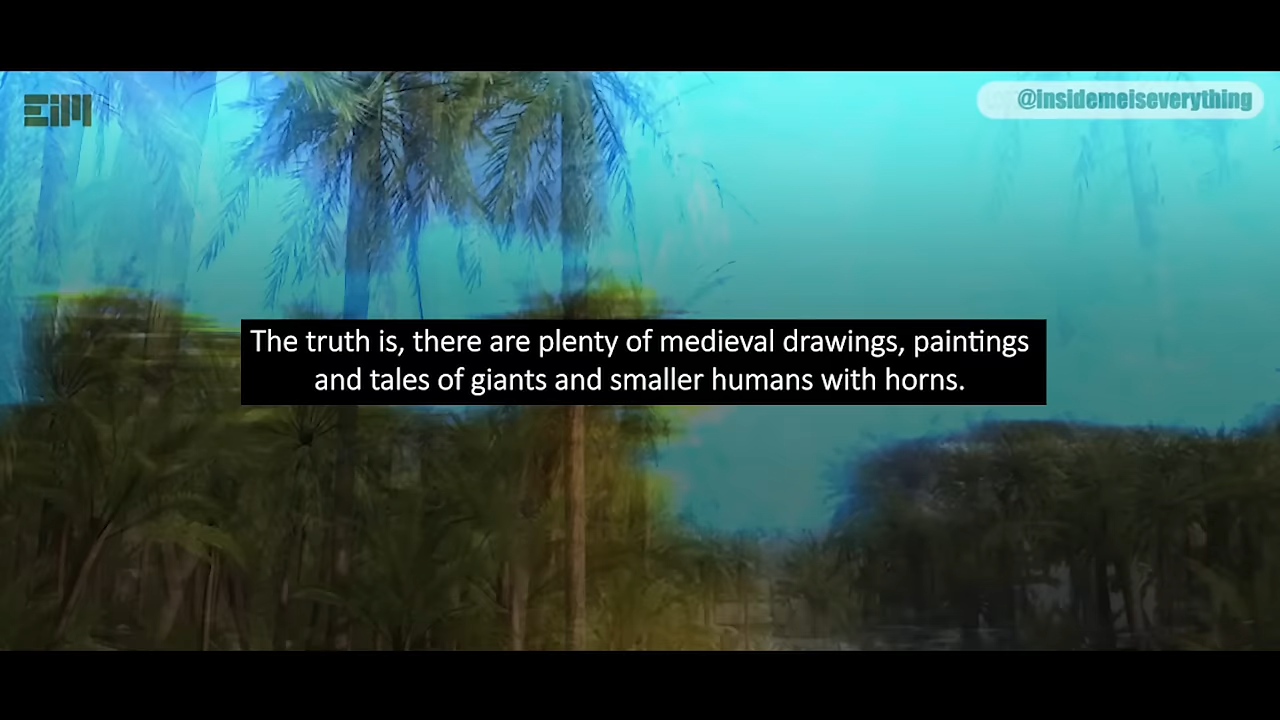 EiM
@insidemeiseverything
The truth is, there are plenty of medieval drawings, paintings
and tales of giants and smaller humans with horns.